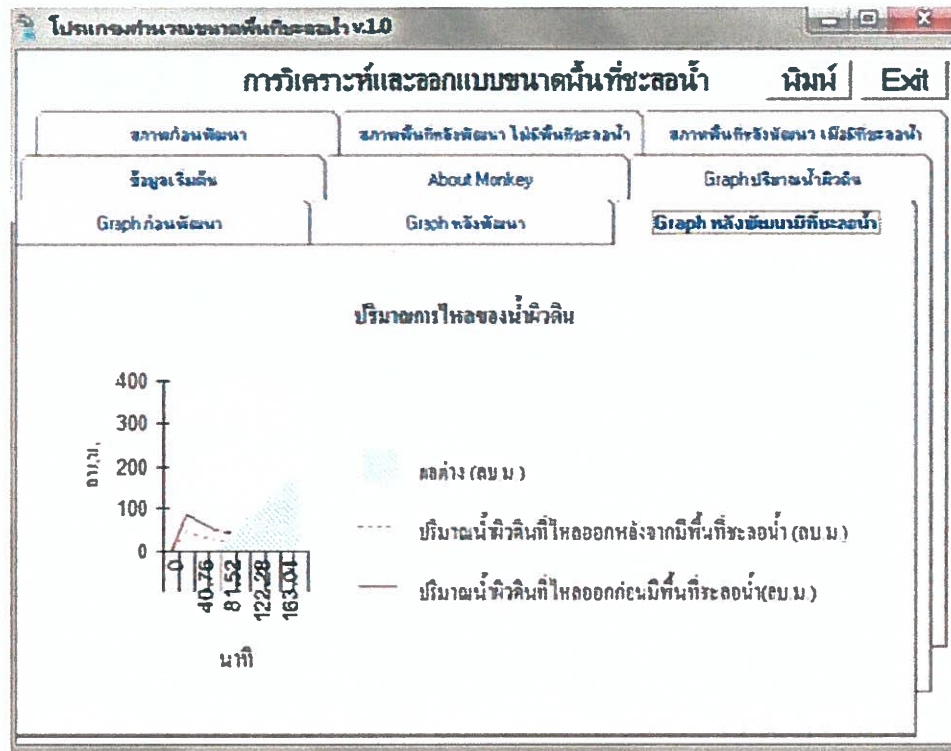 โปรแกรมคำนวณขนาดพื้นที่ชะลอน้ำ v.1.0
การวิเคราะห์และออกแบบขนาดพื้นที่ชะลอน้ำ พิมพ์ Exit
สภาพก่อนพัฒนา สภาพพื้นที่หลังพัฒนา ไม่มีพื้นที่ชะลอน้ำ สภาพพื้นที่หลังพัฒนา เมื่อมีที่ชะลอน้ำ
ข้อมูลเริ่มต้น About Monkey Graph ปริมาณน้ำผิวดิน
Graph ก่อนพัฒนา Graph หลังพัฒนา Graph หลังพัฒนามีที่ชะลอน้ำ
ปริมาณการไหลของน้ำผิวดิน
400
300
200
100
0
ลบ.ม.
0 40.76 81.52 122.28 163.04
นาที
ผลต่าง (ลบ.ม.)
ปริมาณน้ำผิวดินที่ไหลออกหลังจากมีพื้นที่ชะลอน้ำ (ลบ.ม.)
ปริมาณน้ำผิวดินที่ไหลออกก่อนมีพื้นที่ชะลอน้ำ(ลบ.ม.)